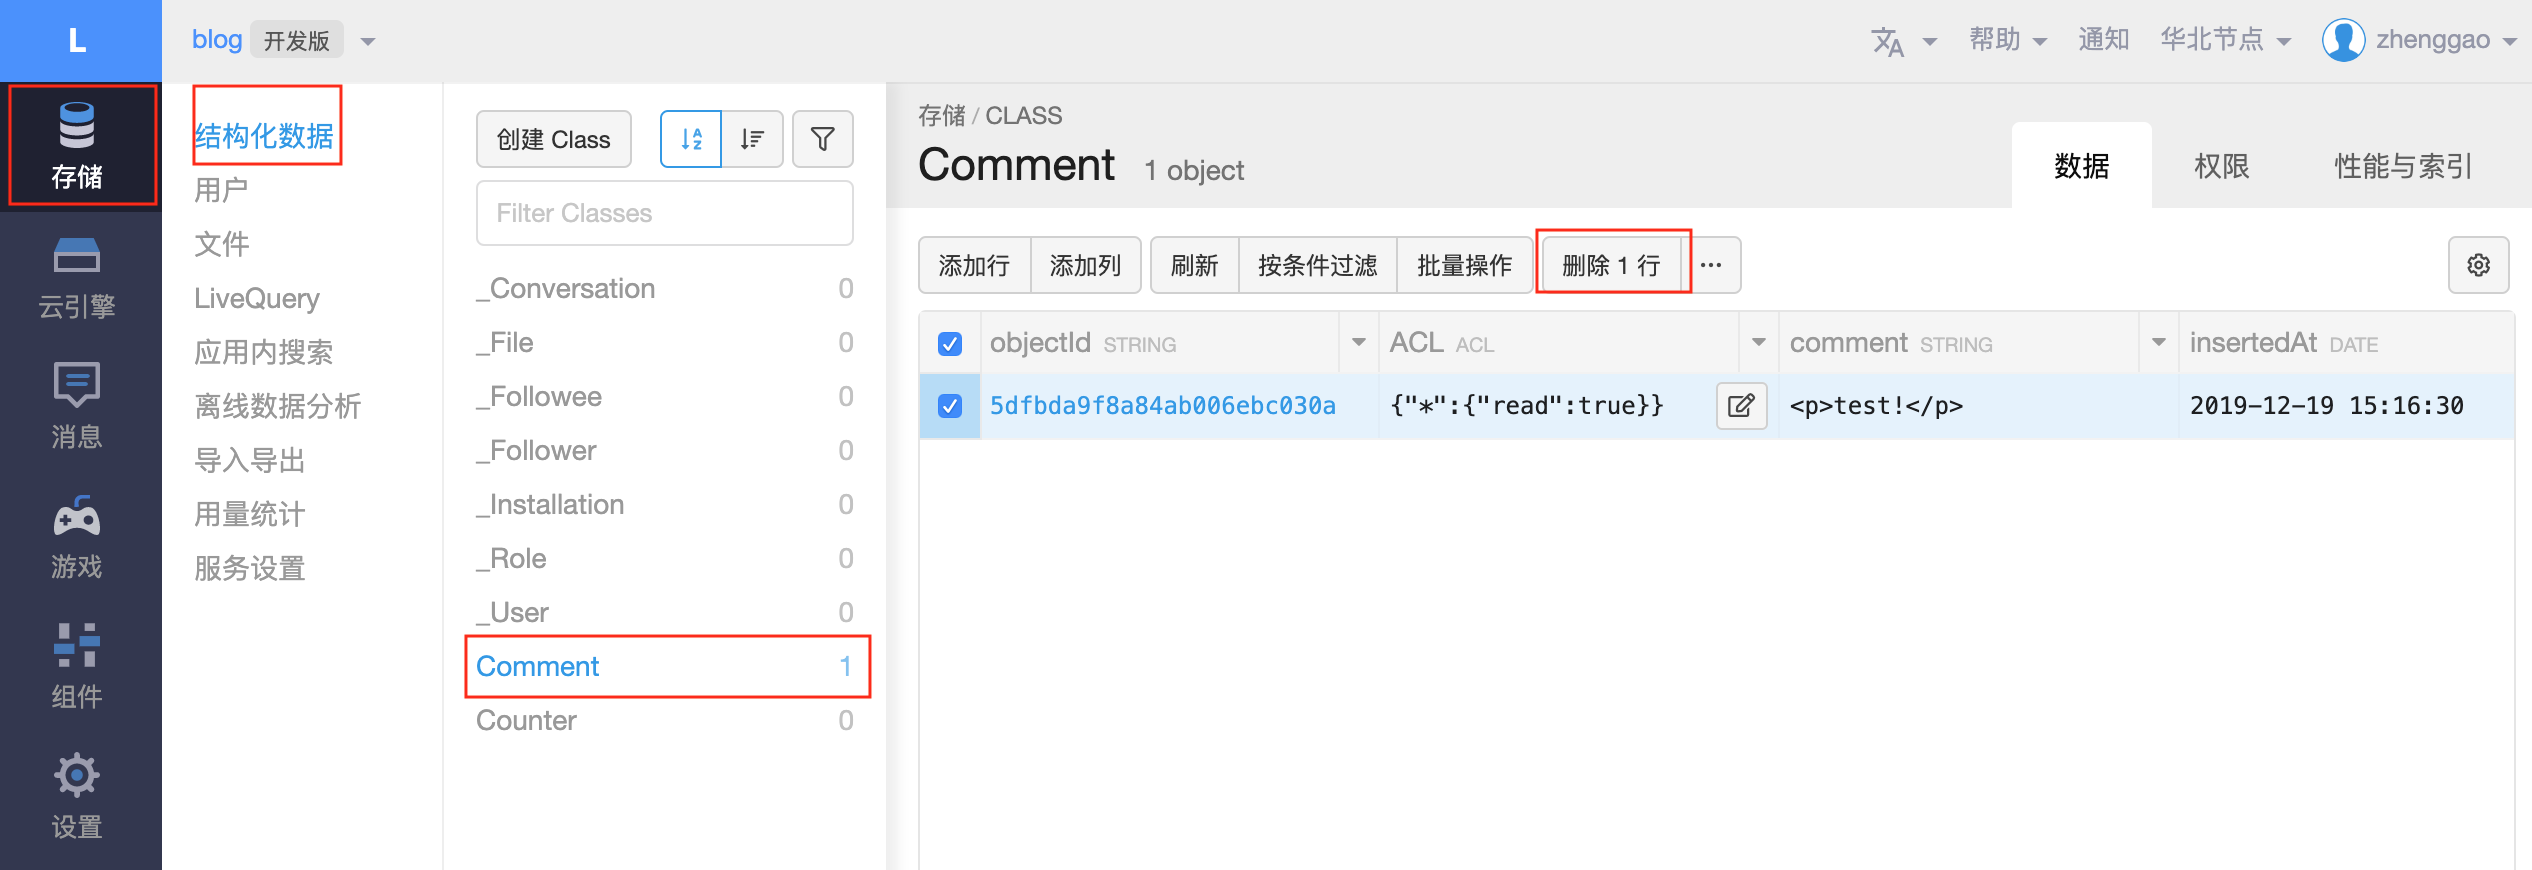 L
blog 开发版
文A 帮助 通知 华北节点 zhenggao
存储
云引擎
消息
游戏
组件
设置
结构化数据
用户
文件
LiveQuery
应用内搜索
离线数据分析
导入导出
用量统计
服务设置
创建 Class
Filter Classes
_Conversation 0
_File 0
_Followee 0
_Follower 0
_Installation 0
_Role 0
_User 0
Comment 1
Counter 0
存储 / CLASS
Comment 1 object
数据 权限 性能与索引
添加行 添加列 刷新 按条件过滤 批量操作 删除 1 行 ···
objectId STRING ACL ACL comment STRING insertedAt DATE
5dfbda9f8a84ab006ebc030a {"*":{"read":true}} <p>test!</p> 2019-12-19 15:16:30